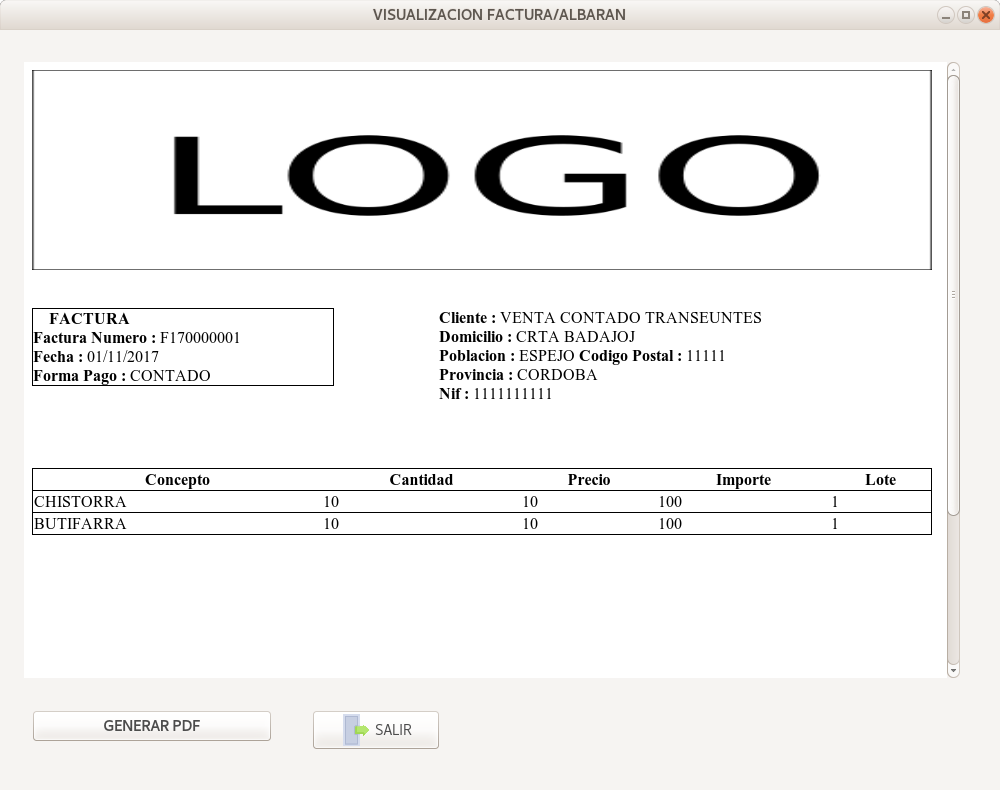 VISUALIZACION FACTURA/ALBARAN
LOGO
FACTURA
Factura Numero : F170000001
Fecha : 01/11/2017
Forma Pago : CONTADO
Cliente : VENTA CONTADO TRANSEUNTES
Domicilio : CRTA BADAJOJ
Poblacion : ESPEJO Codigo Postal : 11111
Provincia : CORDOBA
Nif : 1111111111
Concepto Cantidad Precio Importe Lote
CHISTORRA 10 10 100 1
BUTIFARRA 10 10 100 1
GENERAR PDF
SALIR